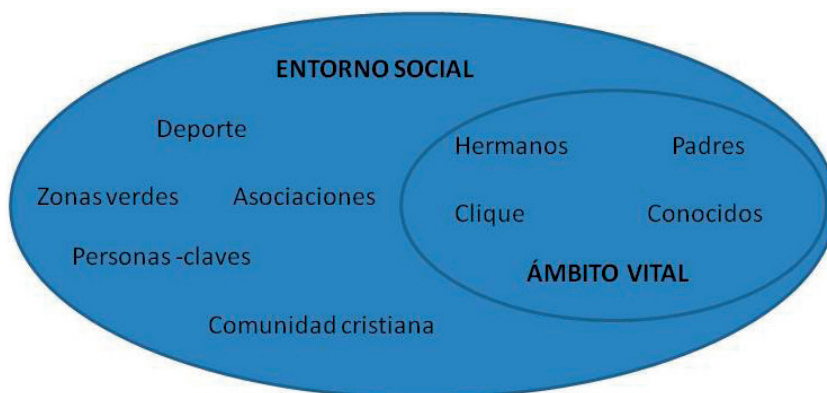 ENTORNO SOCIAL
Deporte
Hermanos Padres
Zonas verdes Asociaciones
Clique Conocidos
Personas -claves
ÁMBITO VITAL
Comunidad cristiana